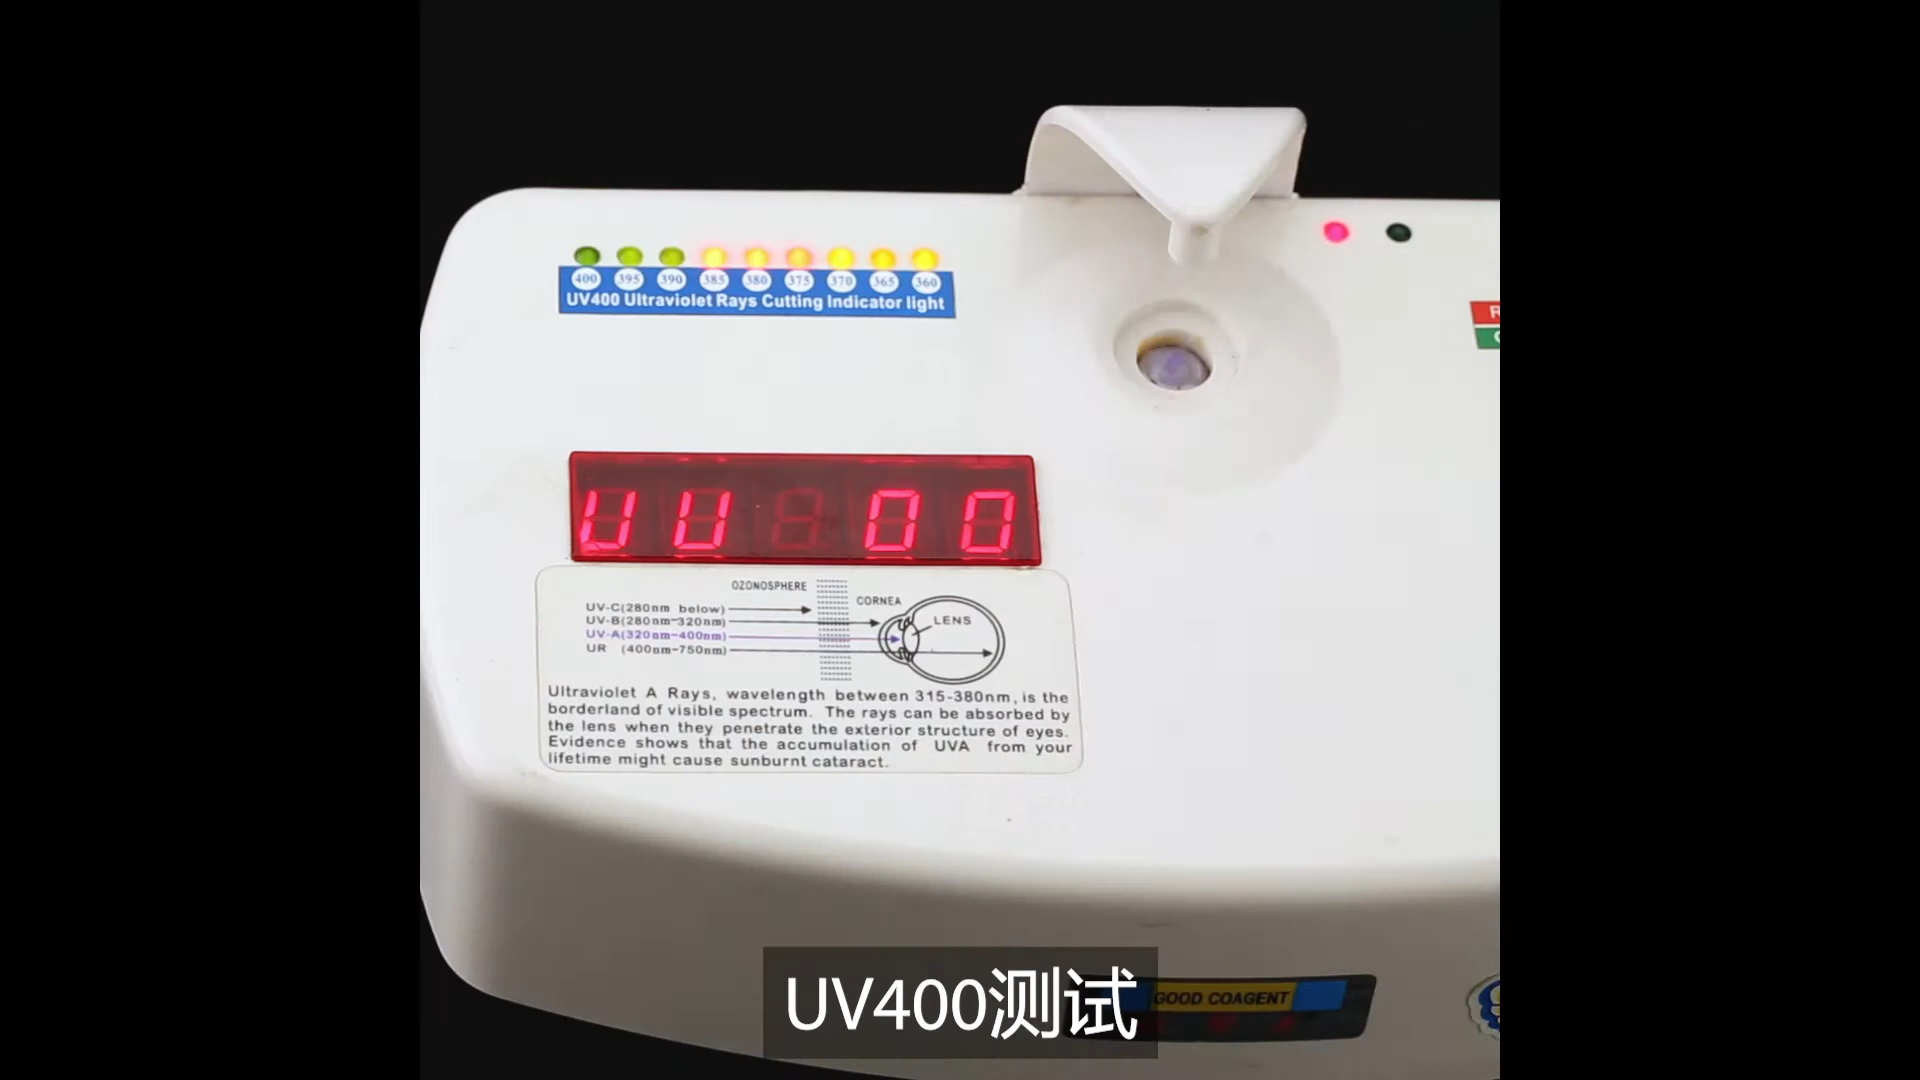 400 395 390 385 380 375 370 365 360
UV400 Ultraviolet Rays Cutting Indicator light
UV 00
OZONOSPHERE
CORNEA
LENS
UV-C(280nm below)
UV-B(280nm-320nm)
UV-A(320nm-400nm)
UR (400nm-750nm)
Ultraviolet A Rays, wavelength between 315-380nm, is the
borderland of visible spectrum. The rays can be absorbed by
the lens when they penetrate the exterior structure of eyes.
Evidence shows that the accumulation of UVA from your
lifetime might cause sunburnt cataract.
GOOD COAGENT
UV400测试